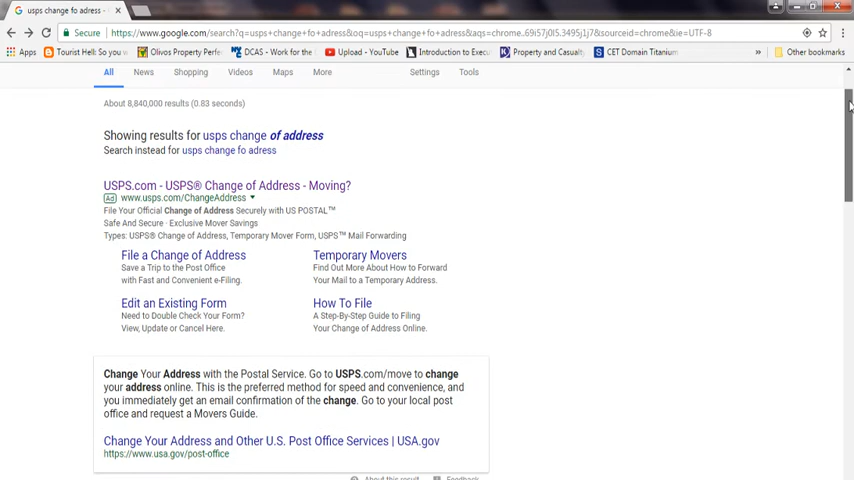 usps change fo adress -
Secure https://www.google.com/search?q=usps+change+fo+adress&oq=usps+change+fo+adress&aqs=chrome..69i57j0l5.3495j1j7&sourceid=chrome&ie=UTF-8
Apps Tourist Hell: So you w Olivos Property Perfe DCAS - Work for the Upload - YouTube Introduction to Execu Property and Casualty CET Domain Titanium » Other bookmarks
All News Shopping Videos Maps More Settings Tools
About 8,840,000 results (0.83 seconds)
Showing results for usps change of address
Search instead for usps change fo adress
USPS.com - USPS® Change of Address - Moving?
Ad www.usps.com/ChangeAddress
File Your Official Change of Address Securely with US POSTAL™
Safe And Secure · Exclusive Mover Savings
Types: USPS® Change of Address, Temporary Mover Form, USPS™ Mail Forwarding
File a Change of Address
Save a Trip to the Post Office
with Fast and Convenient e-Filing.
Temporary Movers
Find Out More About How to Forward
Your Mail to a Temporary Address.
Edit an Existing Form
Need to Double Check Your Form?
View, Update or Cancel Here.
How To File
A Step-By-Step Guide to Filing
Your Change of Address Online.
Change Your Address with the Postal Service. Go to USPS.com/move to change
your address online. This is the preferred method for speed and convenience, and
you immediately get an email confirmation of the change. Go to your local post
office and request a Movers Guide.
Change Your Address and Other U.S. Post Office Services | USA.gov
https://www.usa.gov/post-office
About this result Feedback